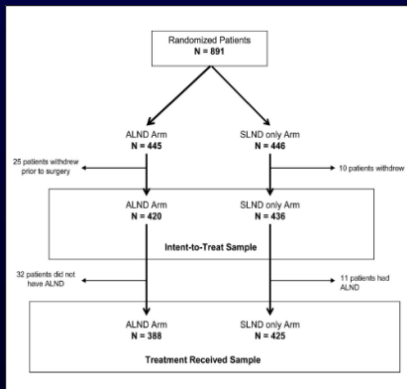 Randomized Patients
N = 891
ALND Arm
N = 445
SLND only Arm
N = 446
25 patients withdrew
prior to surgery
10 patients withdrew
ALND Arm
N = 420
SLND only Arm
N = 436
Intent-to-Treat Sample
32 patients did not
have ALND
11 patients had
ALND
ALND Arm
N = 388
SLND only Arm
N = 425
Treatment Received Sample